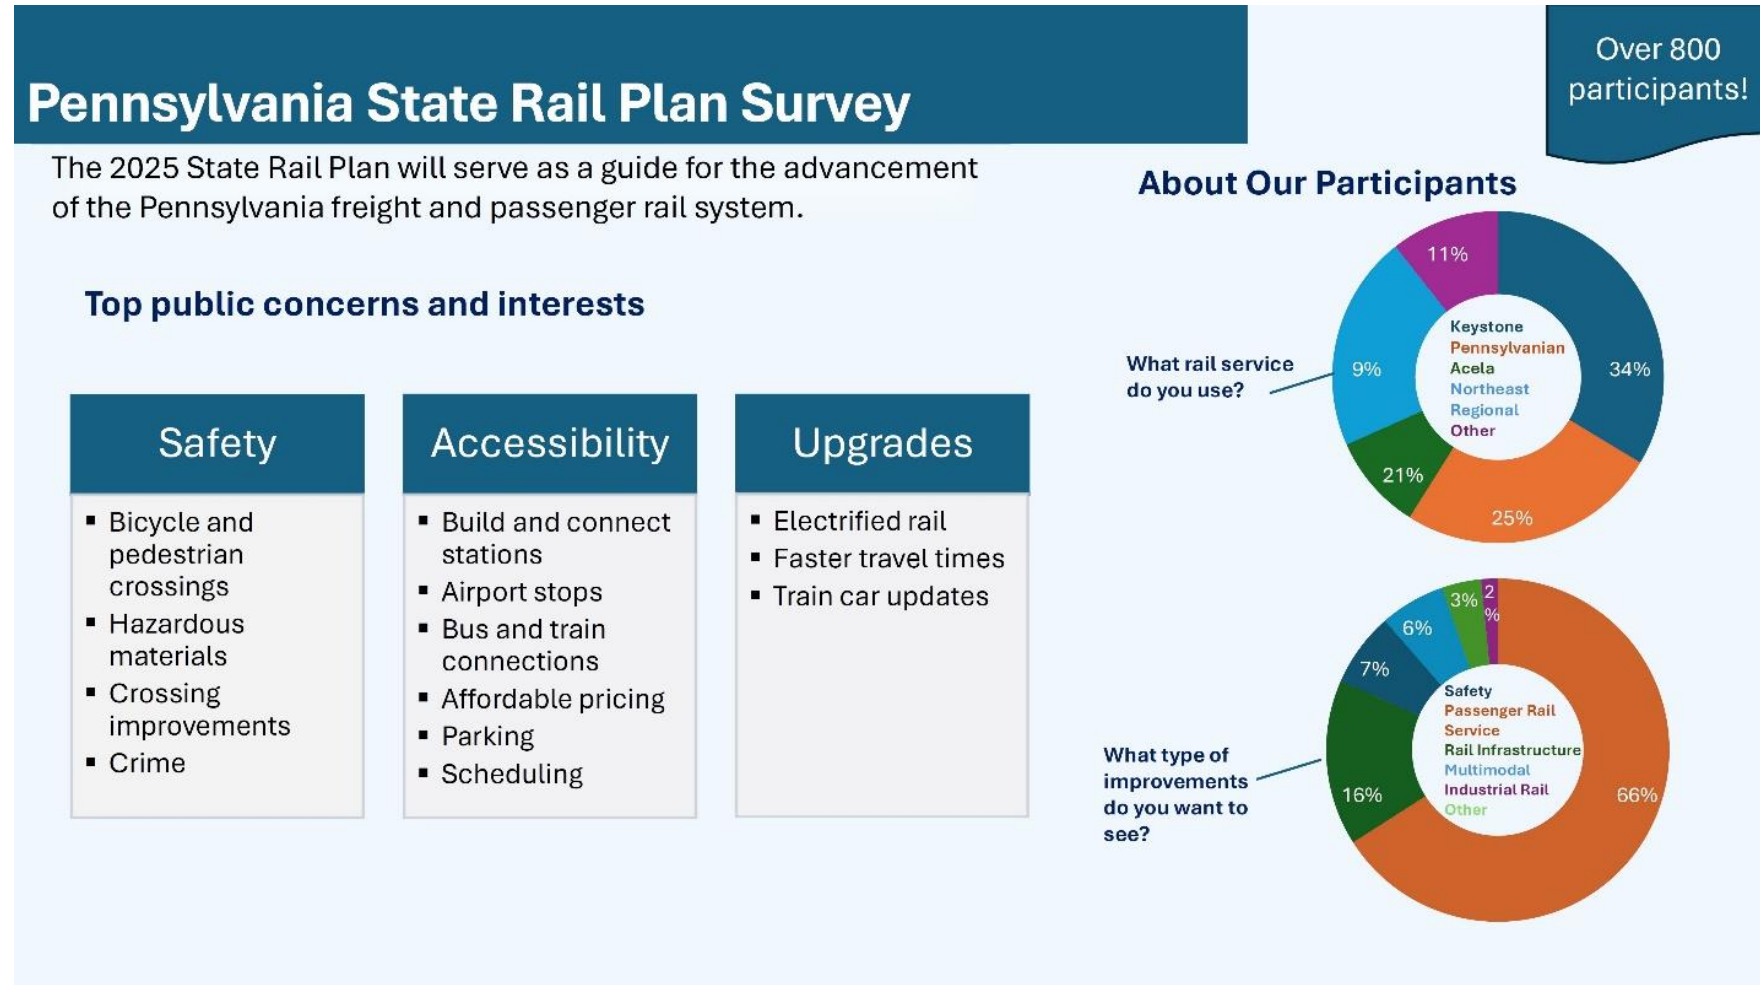 Over 800
participants!
Pennsylvania State Rail Plan Survey
The 2025 State Rail Plan will serve as a guide for the advancement
of the Pennsylvania freight and passenger rail system.
Top public concerns and interests
Safety
▪ Bicycle and
pedestrian
crossings
▪ Hazardous
materials
▪ Crossing
improvements
▪ Crime
Accessibility
▪ Build and connect
stations
▪ Airport stops
▪ Bus and train
connections
▪ Affordable pricing
▪ Parking
▪ Scheduling
Upgrades
▪ Electrified rail
▪ Faster travel times
▪ Train car updates
About Our Participants
What rail service
do you use?
11%
9%
34%
21%
25%
Keystone
Pennsylvanian
Acela
Northeast
Regional
Other
What type of
improvements
do you want to
see?
3%
2
%
6%
7%
16%
66%
Safety
Passenger Rail
Service
Rail Infrastructure
Multimodal
Industrial Rail
Other